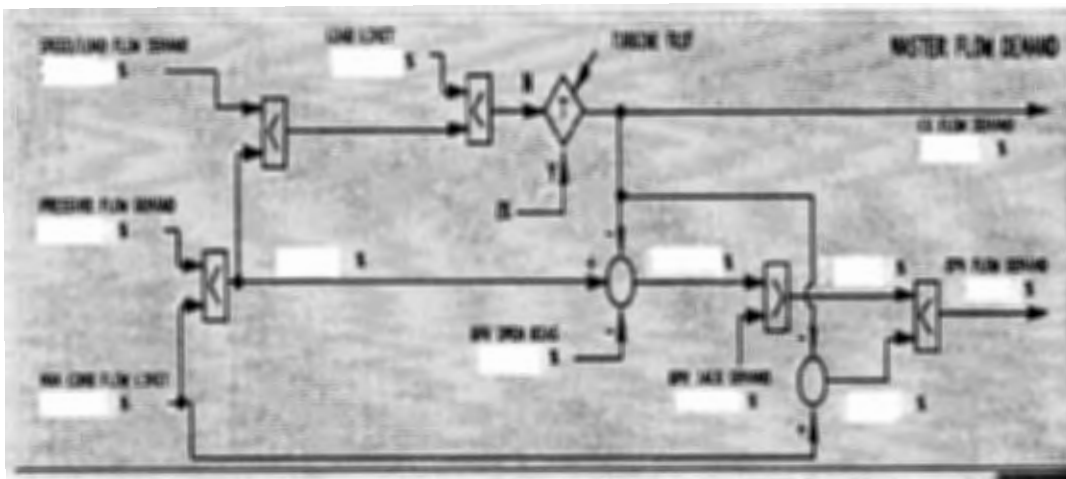 SPEED/LOAD FLOW DEMAND
%
LOAD LIMIT
%
TURBINE TRIP
MASTER FLOW DEMAND
N
T
Y
CV FLOW DEMAND
%
PRESSURE FLOW DEMAND
%
%
+
-
%
%
BPV FLOW DEMAND
%
BPV OPEN BIAS
%
-
BPV JACK DEMAND
%
-
%
+
MAX COMB FLOW LIMIT
%